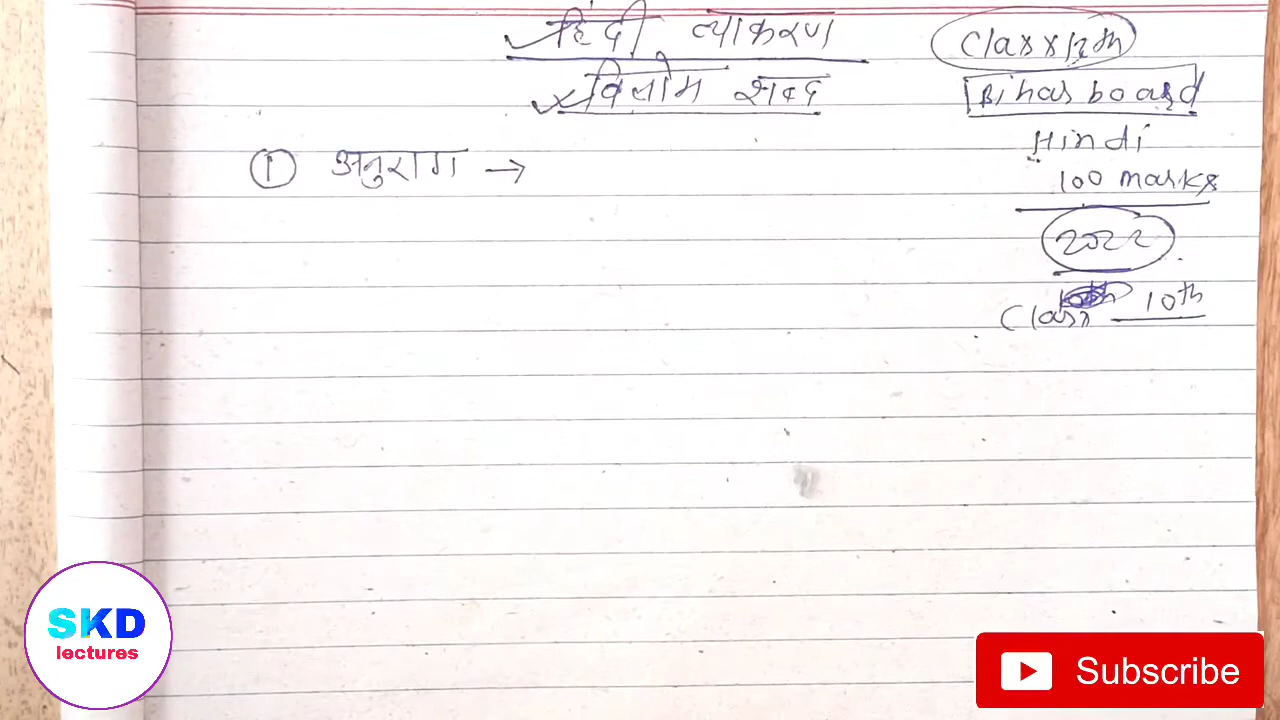 हिंदी व्याकरण
विलोम शब्द
① अनुराग →
Class 12th
Bihar board
Hindi
100 marks
2022
Class 10th
SKD
lectures
Subscribe